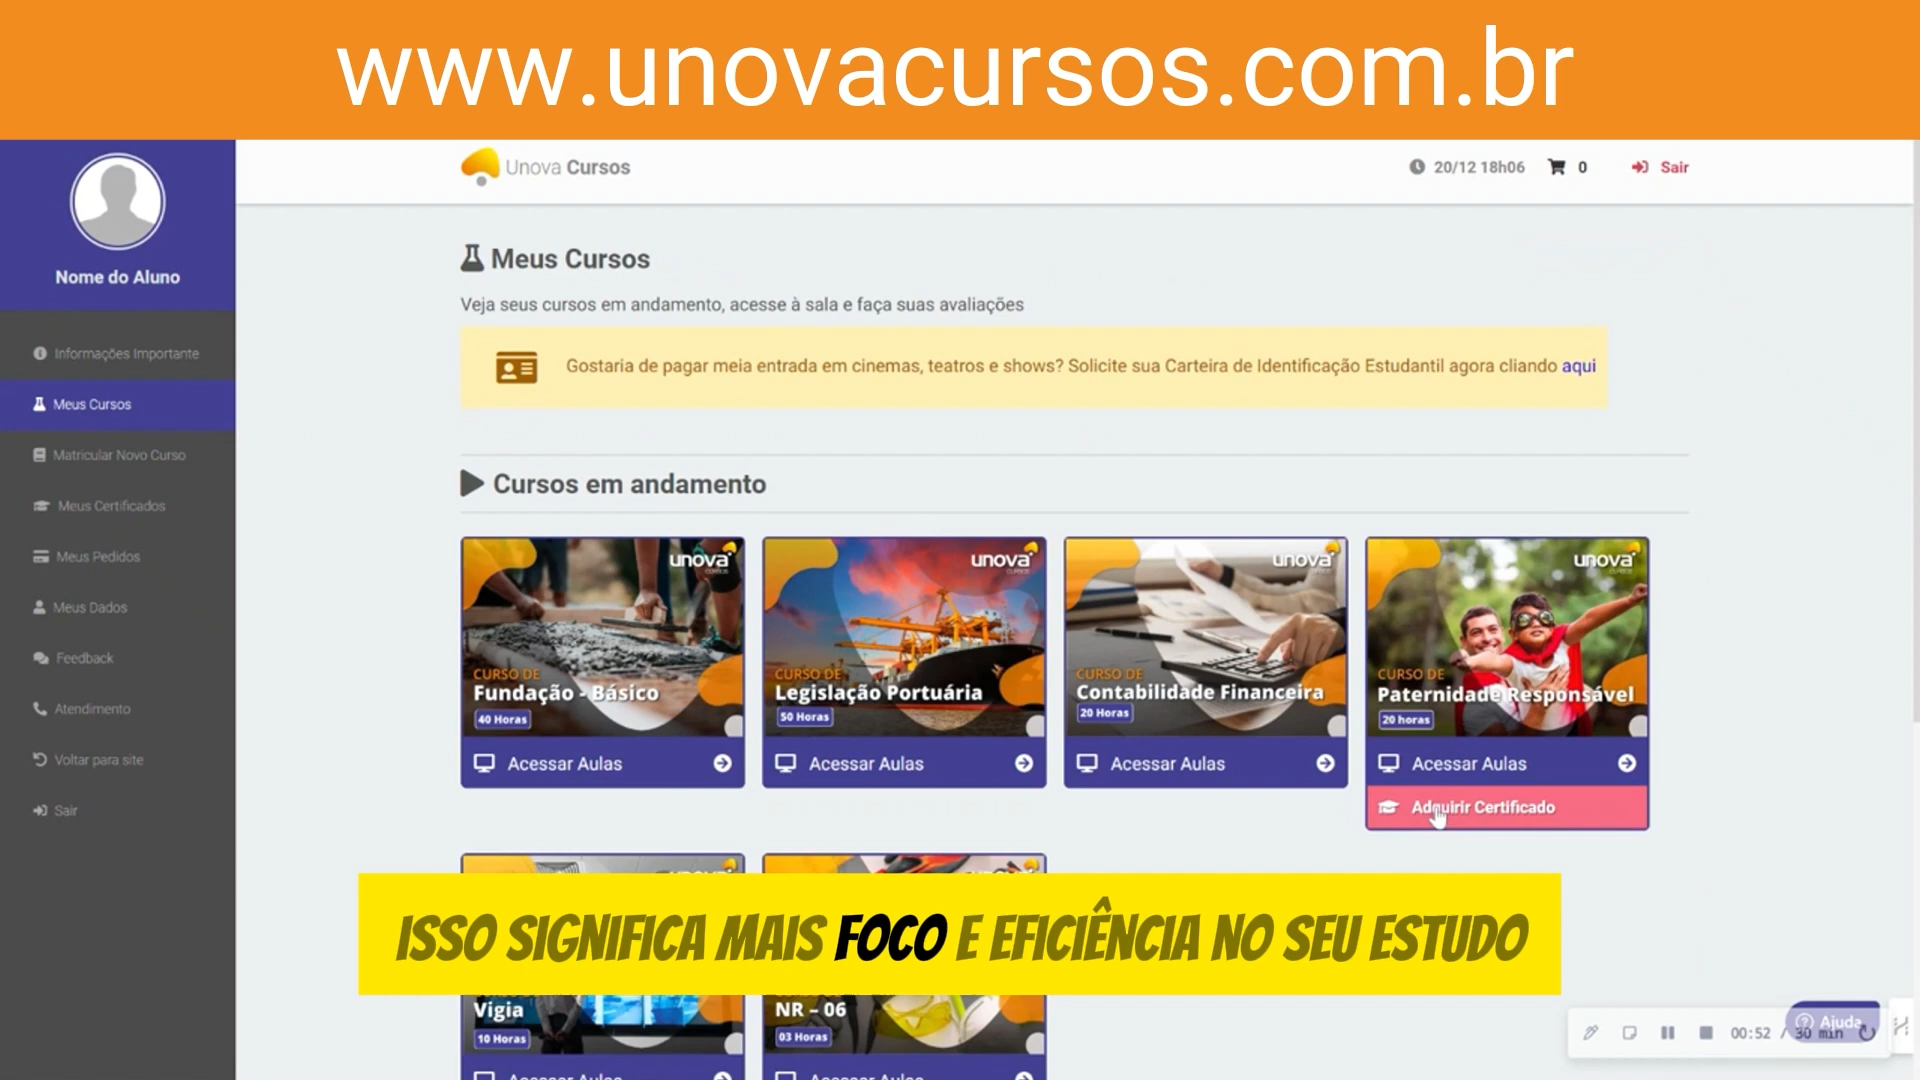 www.unovacursos.com.br
Unova Cursos
20/12 18h06
0
Sair
Nome do Aluno
Informações Importante
Meus Cursos
Matricular Novo Curso
Meus Certificados
Meus Pedidos
Meus Dados
Feedback
Atendimento
Voltar para site
Sair
Meus Cursos
Veja seus cursos em andamento, acesse à sala e faça suas avaliações
Gostaria de pagar meia entrada em cinemas, teatros e shows? Solicite sua Carteira de Identificação Estudantil agora cliando aqui
Cursos em andamento
unova
CURSO DE
Fundação - Básico
40 Horas
Acessar Aulas
unova
CURSO DE
Legislação Portuária
50 Horas
Acessar Aulas
unova
CURSO DE
Contabilidade Financeira
20 Horas
Acessar Aulas
unova
CURSO DE
Paternidade Responsável
20 horas
Acessar Aulas
Adquirir Certificado
ISSO SIGNIFICA MAIS FOCO E EFICIÊNCIA NO SEU ESTUDO
Vigia
10 Horas
Acessar Aulas
NR – 06
03 Horas
Acessar Aulas
Ajuda
00:52 / 30 min